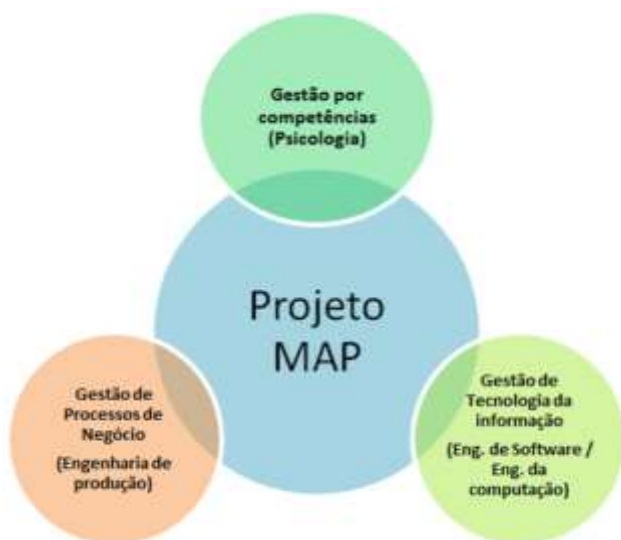 Gestão por
competências
(Psicologia)
Projeto
MAP
Gestão de
Processos de
Negócio
(Engenharia de
produção)
Gestão de
Tecnologia da
informação
(Eng. de Software /
Eng. da
computação)